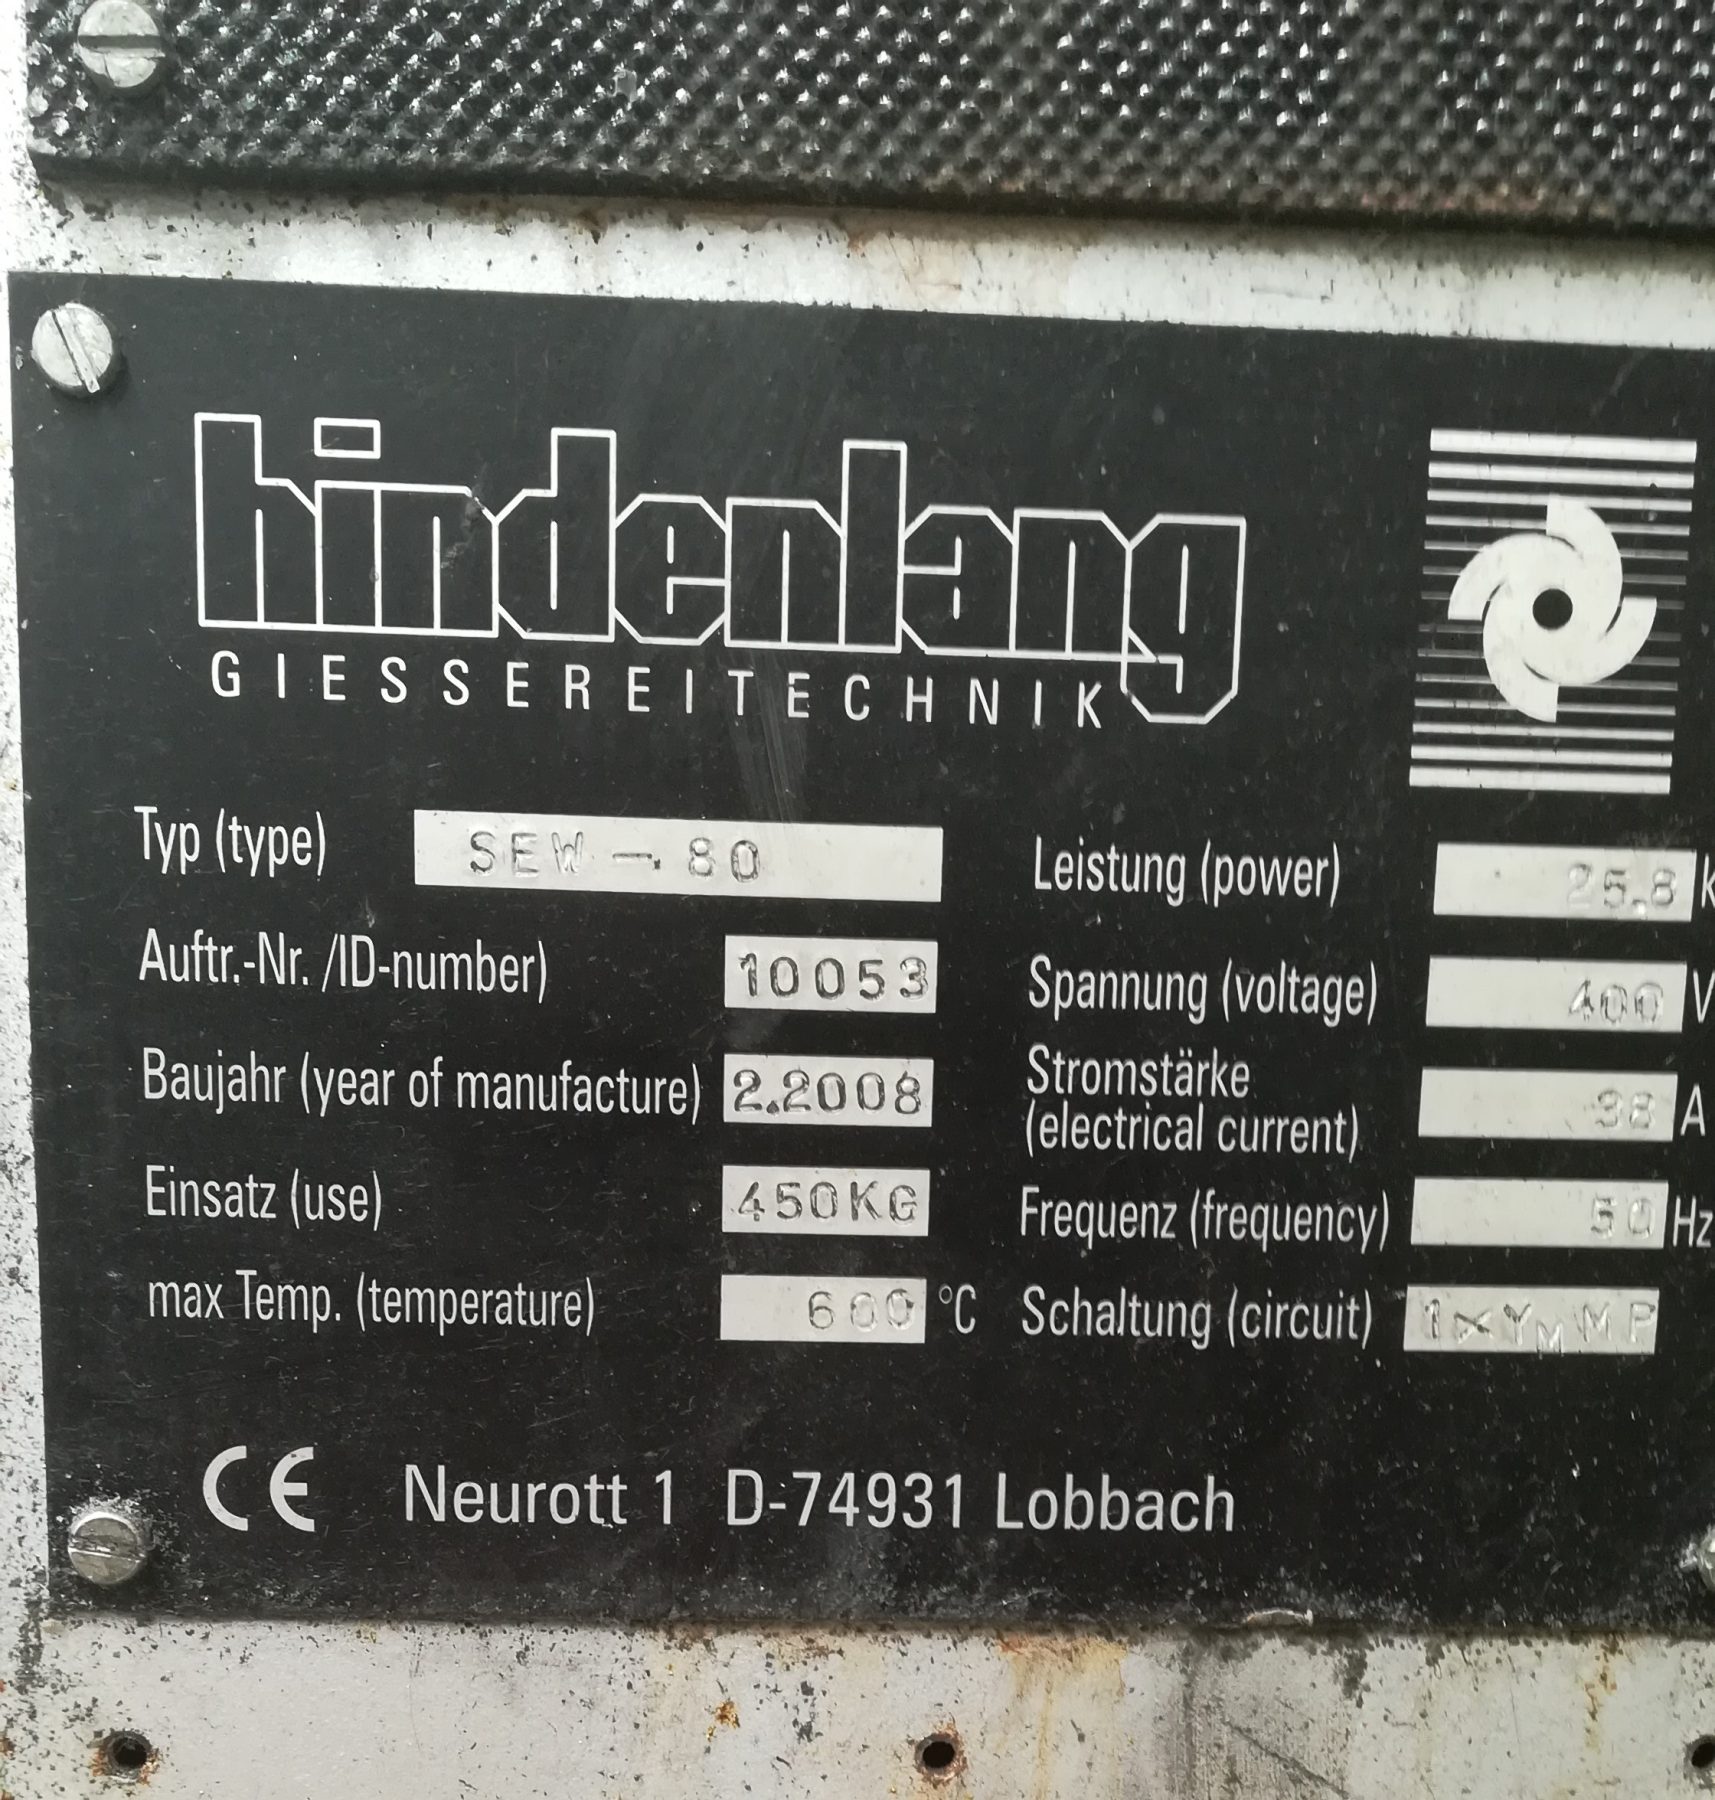 hindenlang
GIESSEREITECHNIK
Typ (type) SEW-80
Auftr.-Nr. /ID-number) 10053
Baujahr (year of manufacture) 2.2008
Einsatz (use) 450KG
max Temp. (temperature) 600 °C
Leistung (power) 25.8 k
Spannung (voltage) 400 V
Stromstärke
(electrical current) 38 A
Frequenz (frequency) 50 Hz
Schaltung (circuit) 1xYM MP
CE Neurott 1 D-74931 Lobbach